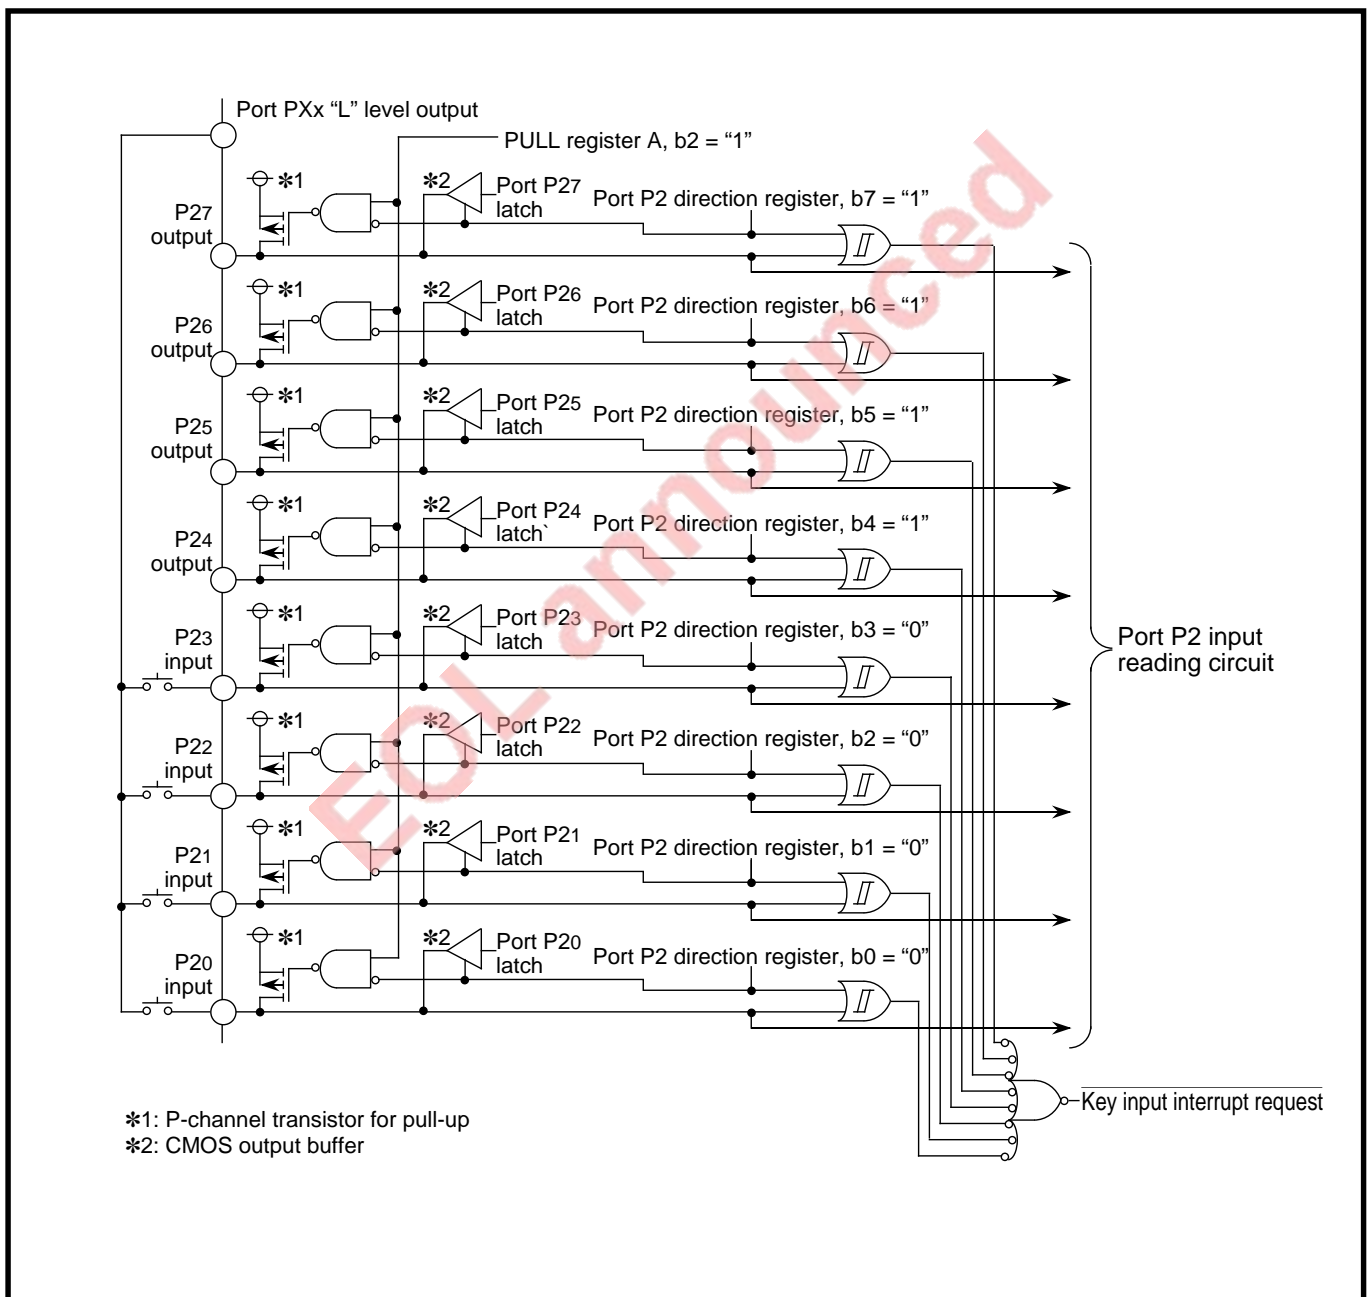 Port PXx “L” level output
PULL register A, b2 = “1”
✻1
✻2
Port P27
latch
Port P2 direction register, b7 = “1”
P27
output
✻1
✻2
Port P26
latch
Port P2 direction register, b6 = “1”
P26
output
✻1
✻2
Port P25
latch
Port P2 direction register, b5 = “1”
P25
output
✻1
✻2
Port P24
latch`
Port P2 direction register, b4 = “1”
P24
output
✻1
✻2
Port P23
latch
Port P2 direction register, b3 = “0”
P23
input
Port P2 input
reading circuit
✻1
✻2
Port P22
latch
Port P2 direction register, b2 = “0”
P22
input
✻1
✻2
Port P21
latch
Port P2 direction register, b1 = “0”
P21
input
✻1
✻2
Port P20
latch
Port P2 direction register, b0 = “0”
P20
input
Key input interrupt request
✻1: P-channel transistor for pull-up
✻2: CMOS output buffer
EOL announced